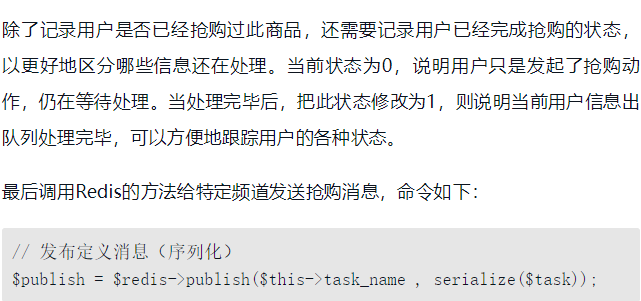 除了记录用户是否已经抢购过此商品，还需要记录用户已经完成抢购的状态，
以更好地区分哪些信息还在处理。当前状态为0，说明用户只是发起了抢购动
作，仍在等待处理。当处理完毕后，把此状态修改为1，则说明当前用户信息出
队列处理完毕，可以方便地跟踪用户的各种状态。
最后调用Redis的方法给特定频道发送抢购消息，命令如下：
// 发布定义消息（序列化）
$publish = $redis->publish($this->task_name , serialize($task));